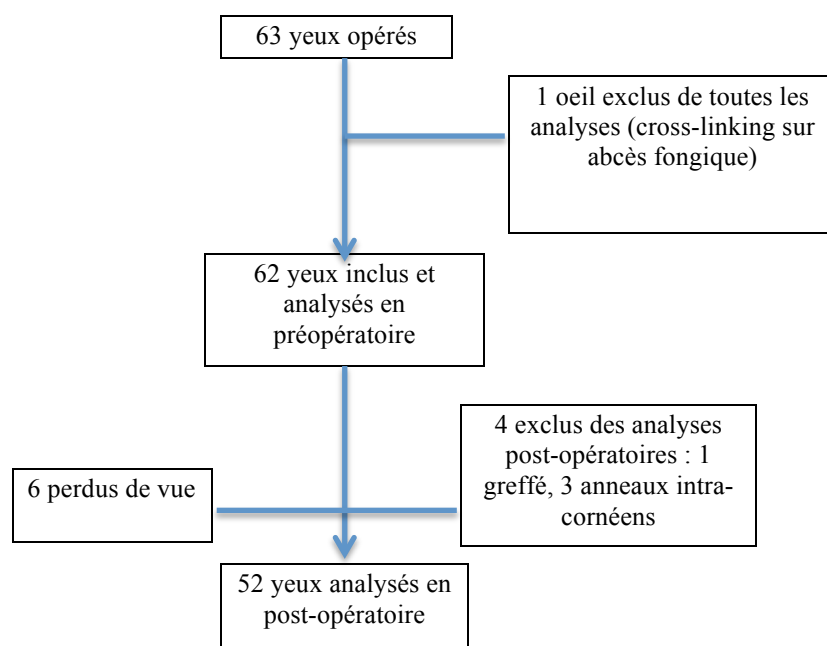 63 yeux opérés
1 oeil exclus de toutes les
analyses (cross-linking sur
abcès fongique)
62 yeux inclus et
analysés en
préopératoire
4 exclus des analyses
post-opératoires : 1
greffé, 3 anneaux intra-
cornéens
6 perdus de vue
52 yeux analysés en
post-opératoire